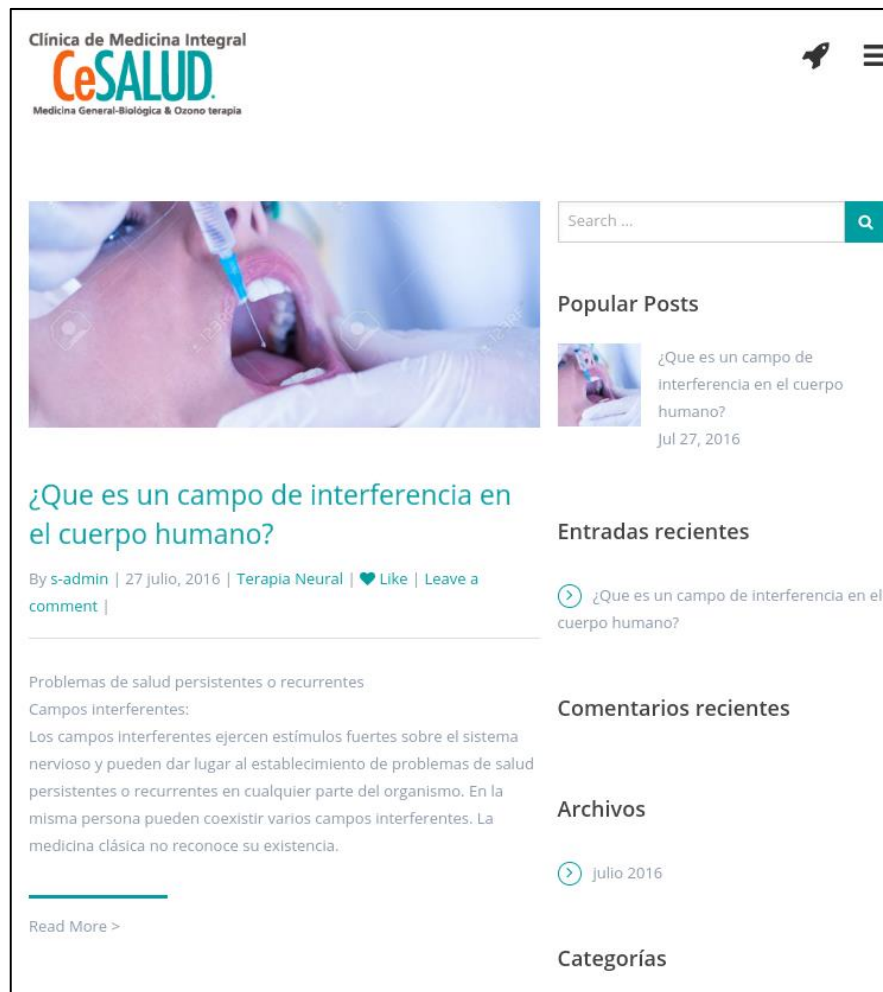 Clínica de Medicina Integral
CeSALUD.
Medicina General-Biológica & Ozono terapia
Search ...
Popular Posts
¿Que es un campo de
interferencia en el cuerpo
humano?
Jul 27, 2016
¿Que es un campo de interferencia en
el cuerpo humano?
By s-admin | 27 julio, 2016 | Terapia Neural | Like | Leave a
comment |
Problemas de salud persistentes o recurrentes
Campos interferentes:
Los campos interferentes ejercen estímulos fuertes sobre el sistema
nervioso y pueden dar lugar al establecimiento de problemas de salud
persistentes o recurrentes en cualquier parte del organismo. En la
misma persona pueden coexistir varios campos interferentes. La
medicina clásica no reconoce su existencia.
Read More >
Entradas recientes
¿Que es un campo de interferencia en el
cuerpo humano?
Comentarios recientes
Archivos
julio 2016
Categorías